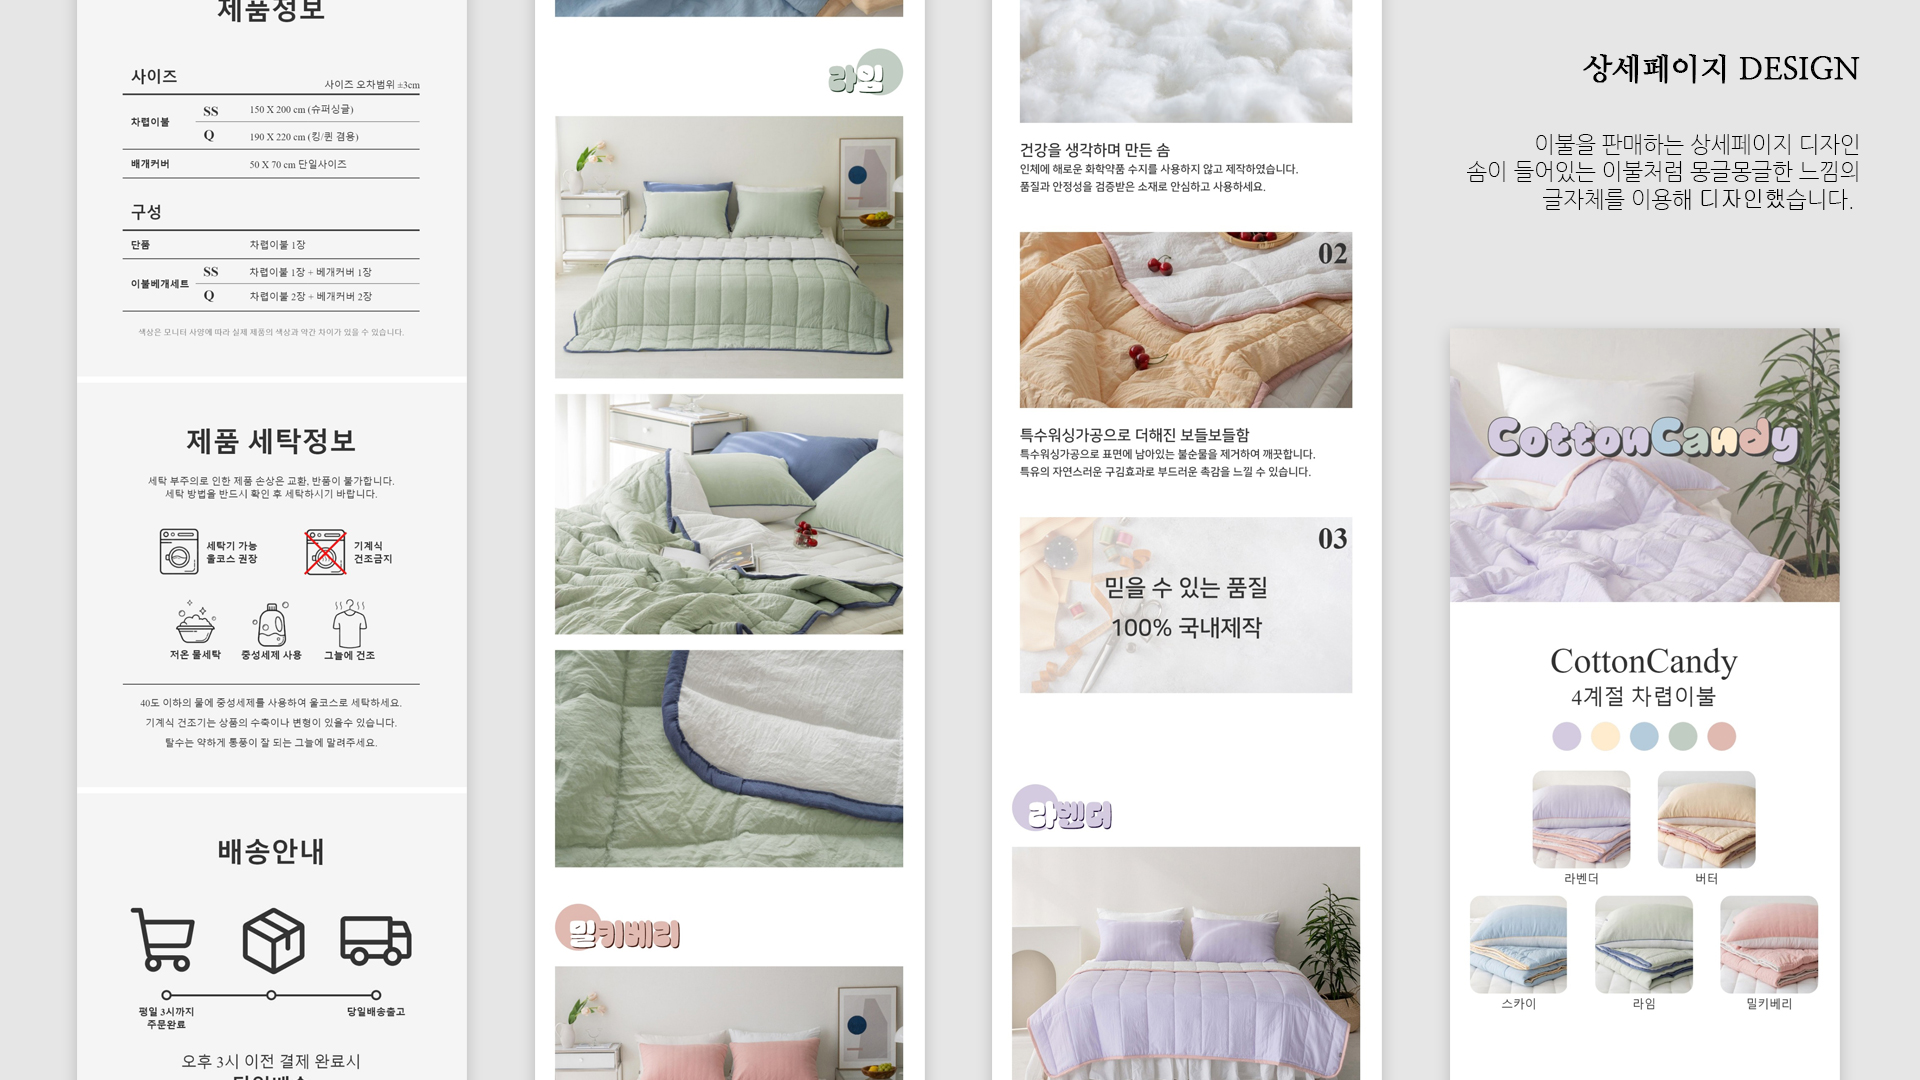 제품정보
사이즈
사이즈 오차범위 ±3cm
차렵이불
SS
150 X 200 cm (슈퍼싱글)
Q
190 X 220 cm (킹/퀸 겸용)
배개커버
50 X 70 cm 단일사이즈
구성
단품
차렵이불 1장
이불베개세트
SS
차렵이불 1장 + 베개커버 1장
Q
차렵이불 2장 + 베개커버 2장
색상은 모니터 사양에 따라 실제 제품의 색상과 약간 차이가 있을 수 있습니다.
제품 세탁정보
세탁 부주의로 인한 제품 손상은 교환, 반품이 불가합니다.
세탁 방법을 반드시 확인 후 세탁하시기 바랍니다.
세탁기 가능
울코스 권장
기계식
건조금지
저온 물세탁
중성세제 사용
그늘에 건조
40도 이하의 물에 중성세제를 사용하여 울코스로 세탁하세요.
기계식 건조기는 상품의 수축이나 변형이 있을수 있습니다.
탈수는 약하게 통풍이 잘 되는 그늘에 말려주세요.
배송안내
평일 3시까지
주문완료
당일배송출고
오후 3시 이전 결제 완료시
라임
밀키베리
건강을 생각하며 만든 솜
인체에 해로운 화학약품 수지를 사용하지 않고 제작하였습니다.
품질과 안정성을 검증받은 소재로 안심하고 사용하세요.
02
특수워싱가공으로 더해진 보들보들함
특수워싱가공으로 표면에 남아있는 불순물을 제거하여 깨끗합니다.
특유의 자연스러운 구김효과로 부드러운 촉감을 느낄 수 있습니다.
03
믿을 수 있는 품질
100% 국내제작
라벤더
상세페이지 DESIGN
이불을 판매하는 상세페이지 디자인
솜이 들어있는 이불처럼 몽글몽글한 느낌의
글자체를 이용해 디자인했습니다.
CottonCandy
CottonCandy
4계절 차렵이불
라벤더
버터
스카이
라임
밀키베리